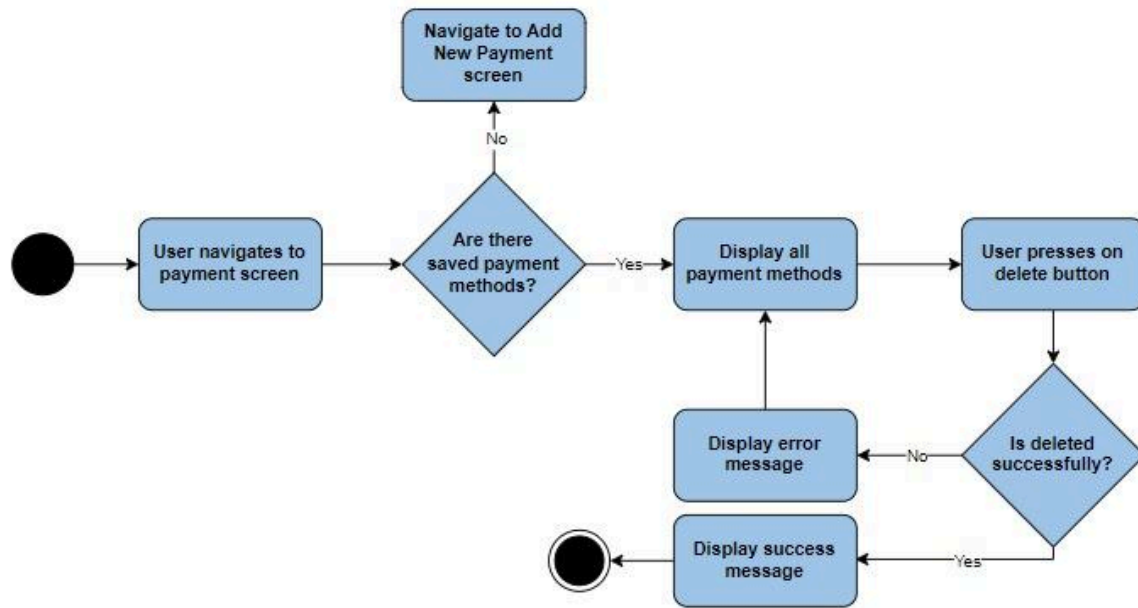 Navigate to Add
New Payment
screen
No
User navigates to
payment screen
Are there
saved payment
methods?
Yes
Display all
payment methods
User presses on
delete button
Is deleted
successfully?
No
Display error
message
Yes
Display success
message